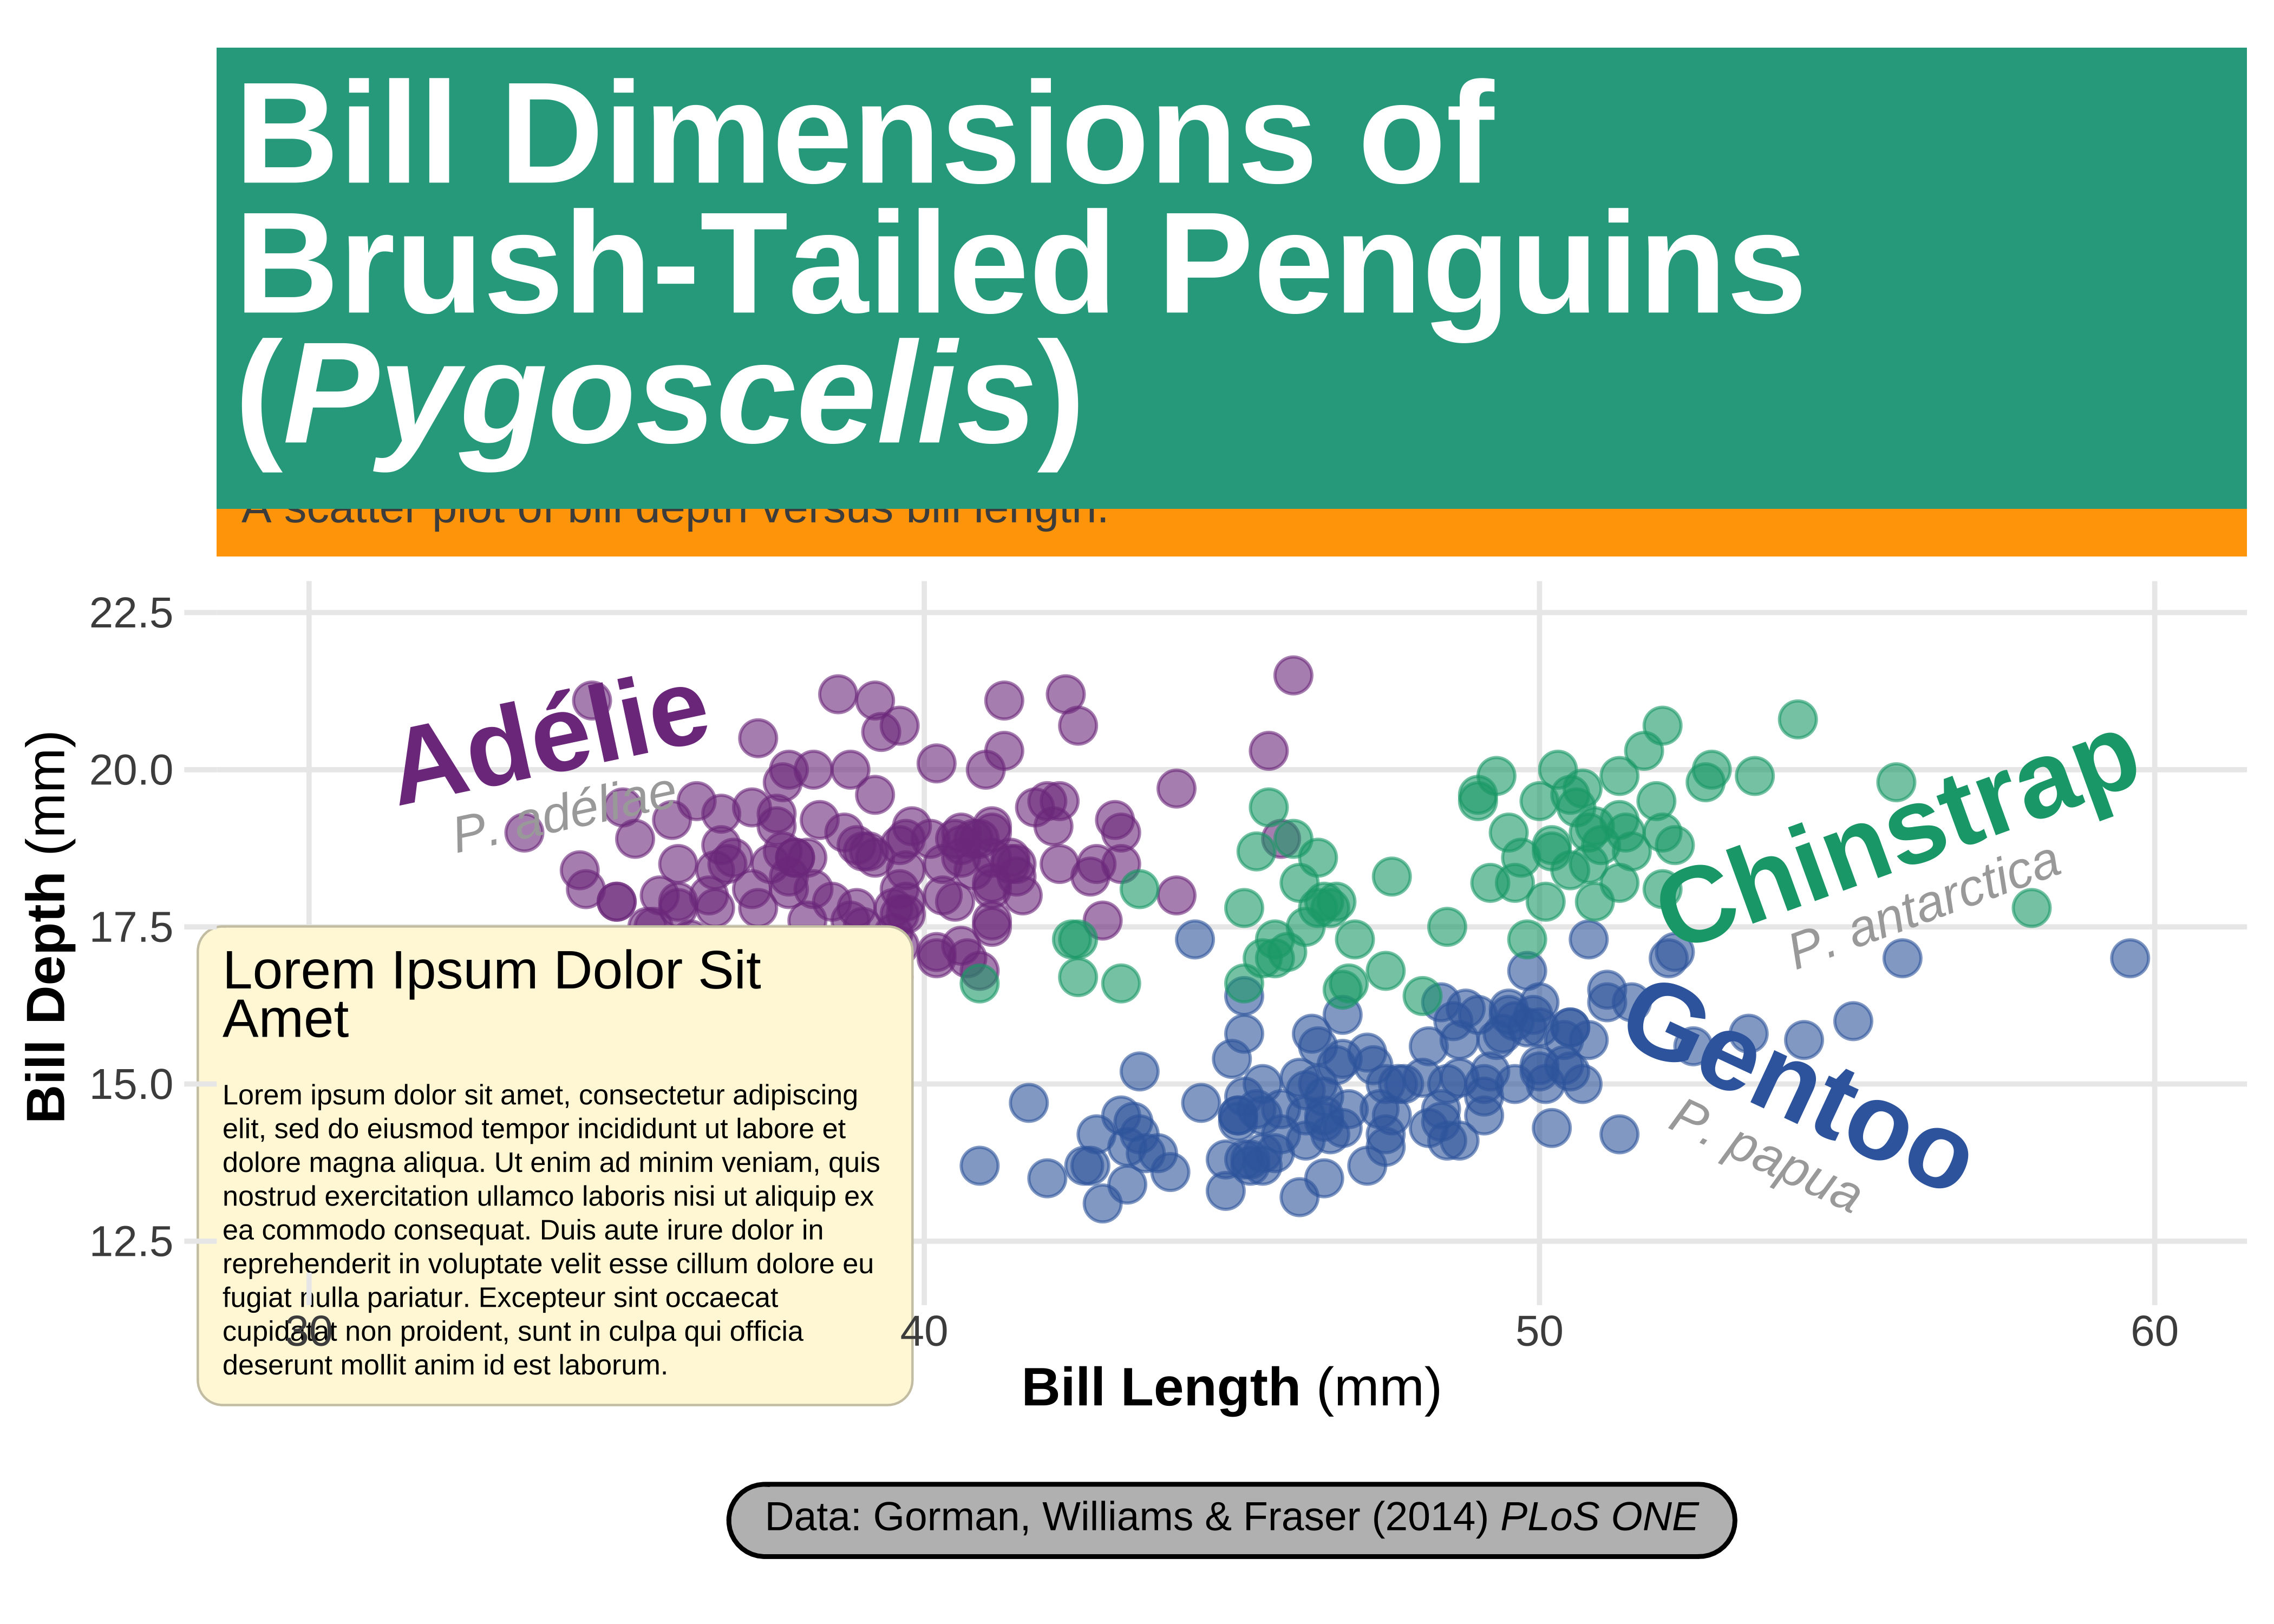 Bill Dimensions of
Brush-Tailed Penguins
(Pygoscelis)
A scatter plot of bill depth versus bill length.
22.5
20.0
17.5
15.0
12.5
Bill Depth (mm)
Adélie
P. adéliae
Chinstrap
P. antarctica
Gentoo
P. papua
Lorem Ipsum Dolor Sit
Amet
Lorem ipsum dolor sit amet, consectetur adipiscing
elit, sed do eiusmod tempor incididunt ut labore et
dolore magna aliqua. Ut enim ad minim veniam, quis
nostrud exercitation ullamco laboris nisi ut aliquip ex
ea commodo consequat. Duis aute irure dolor in
reprehenderit in voluptate velit esse cillum dolore eu
fugiat nulla pariatur. Excepteur sint occaecat
cupidatat non proident, sunt in culpa qui officia
deserunt mollit anim id est laborum.
30
40
50
60
Bill Length (mm)
Data: Gorman, Williams & Fraser (2014) PLoS ONE